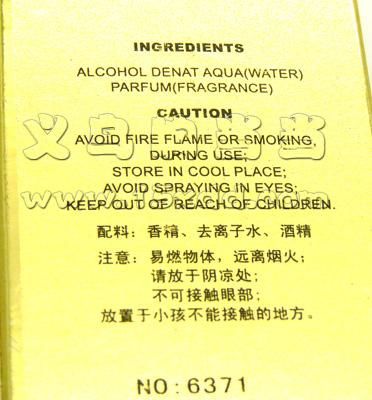 INGREDIENTS
ALCOHOL DENAT AQUA(WATER)
PARFUM(FRAGRANCE)
CAUTION
AVOID FIRE FLAME OR SMOKING,
DURING USE;
STORE IN COOL PLACE;
AVOID SPRAYING IN EYES;
KEEP OUT OF REACH OF CHILDREN.
配料：香精、去离子水、酒精
注意：易燃物体，远离烟火；
请放于阴凉处；
不可接触眼部；
放置于小孩不能接触的地方。
NO:6371